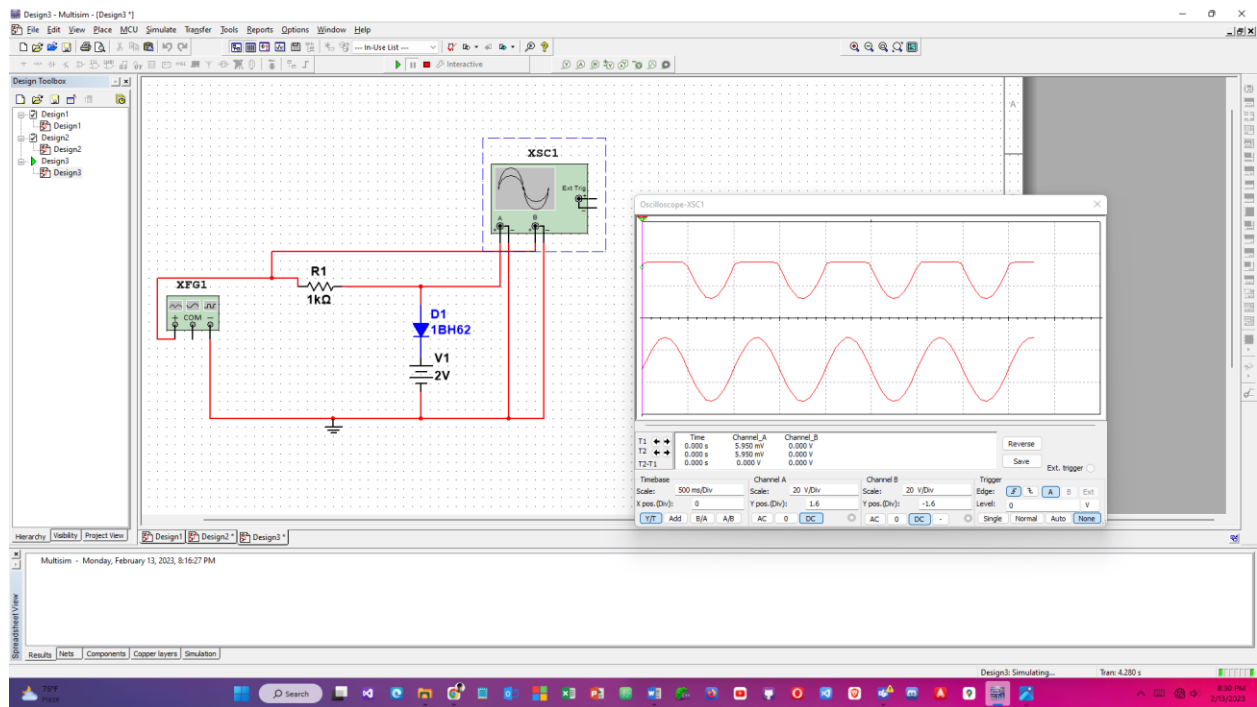 Design3 - Multisim - [Design3 *]
File Edit View Place MCU Simulate Transfer Tools Reports Options Window Help
--- In-Use List ---
Interactive
Design Toolbox
Design1
Design1
Design2
Design2
Design3
Design3
A
XSC1
Ext Trig
A
B
XFG1
COM
R1
1kΩ
D1
1BH62
V1
2V
Oscilloscope-XSC1
T1
T2
T2-T1
Time Channel_A Channel_B
0.000 s 5.950 mV 0.000 V
0.000 s 5.950 mV 0.000 V
0.000 s 0.000 V 0.000 V
Reverse
Save
Ext. trigger
Timebase
Scale: 500 ms/Div
X pos.(Div): 0
Y/T Add B/A A/B
Channel A
Scale: 20 V/Div
Y pos.(Div): 1.6
AC 0 DC
Channel B
Scale: 20 V/Div
Y pos.(Div): -1.6
AC 0 DC -
Trigger
Edge: A B Ext
Level: 0 V
Single Normal Auto None
Hierarchy Visibility Project View
Design1 Design2 * Design3 *
Multisim - Monday, February 13, 2023, 8:16:27 PM
Spreadsheet View
Results Nets Components Copper layers Simulation
Design3: Simulating... Tran: 4.280 s
75°F
Haze
Search
8:30 PM
2/13/2023